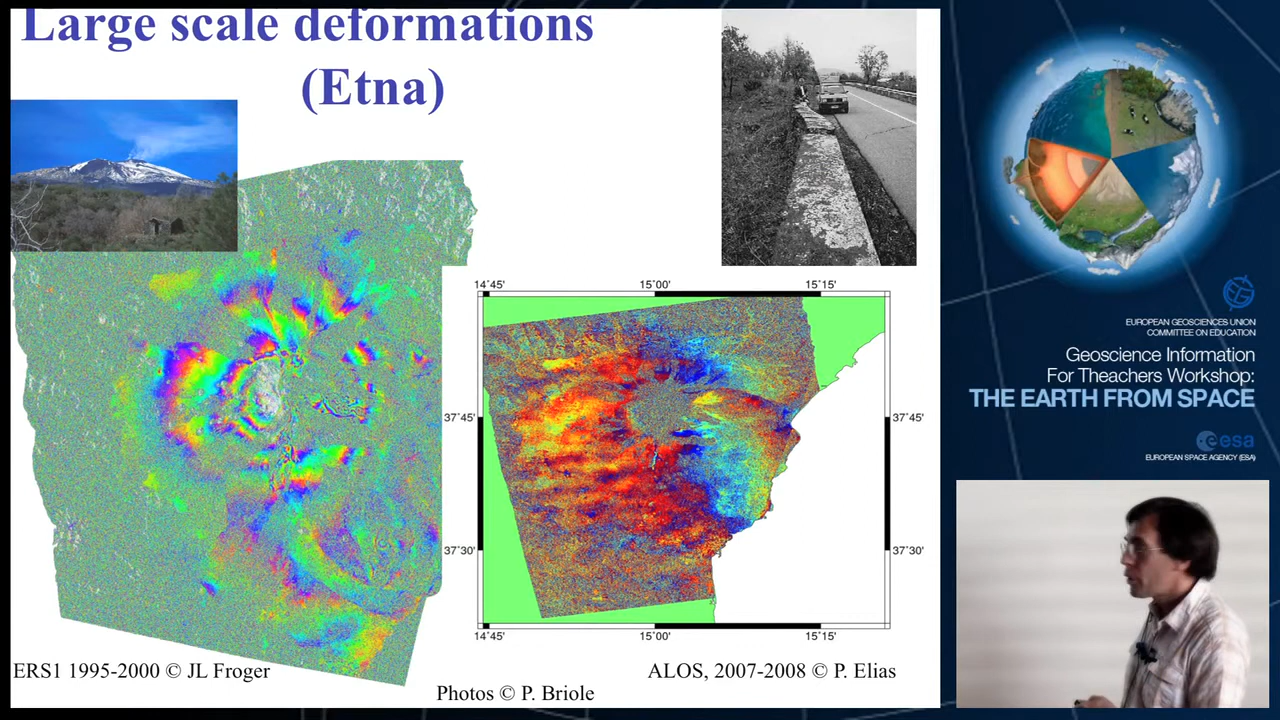 Large scale deformations
(Etna)
14˚45'
15˚00'
15˚15'
37˚45'
37˚45'
37˚30'
37˚30'
14˚45'
15˚00'
15˚15'
ERS1 1995-2000 © JL Froger
ALOS, 2007-2008 © P. Elias
Photos © P. Briole
EUROPEAN GEOSCIENCES UNION
COMMITTEE ON EDUCATION
Geoscience Information
For Theachers Workshop:
THE EARTH FROM SPACE
esa
EUROPEAN SPACE AGENCY (ESA)